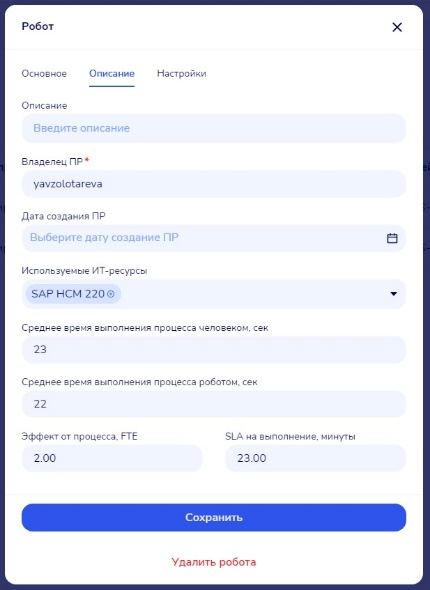 Робот
Основное Описание Настройки
Описание
Введите описание
Владелец ПР*
yavzolotareva
Дата создания ПР
Выберите дату создание ПР
Используемые ИТ-ресурсы
SAP HCM 220
Среднее время выполнения процесса человеком, сек
23
Среднее время выполнения процесса роботом, сек
22
Эффект от процесса, FTE SLA на выполнение, минуты
2.00 23.00
Сохранить
Удалить робота